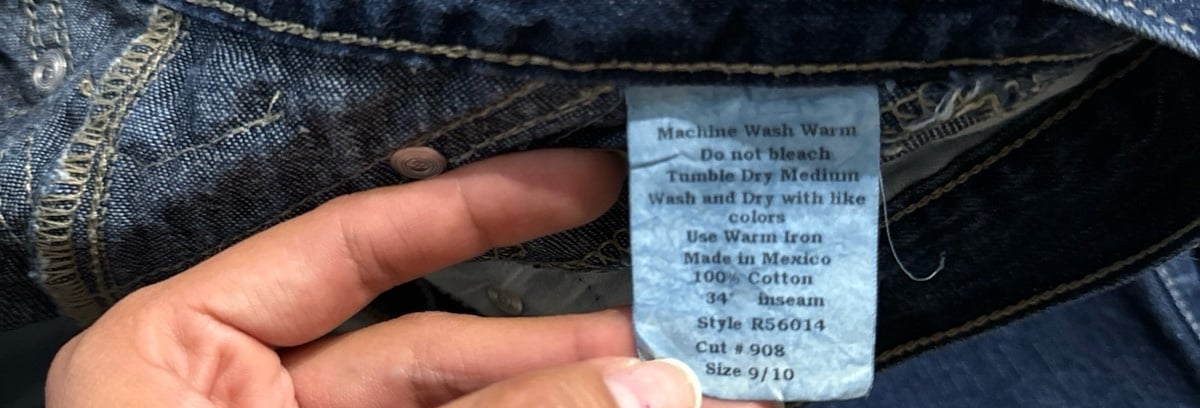 Machine Wash Warm
Do not bleach
Tumble Dry Medium
Wash and Dry with like
colors
Use Warm Iron
Made in Mexico
100% Cotton
34" inseam
Style R56014
Cut # 908
Size 9/10